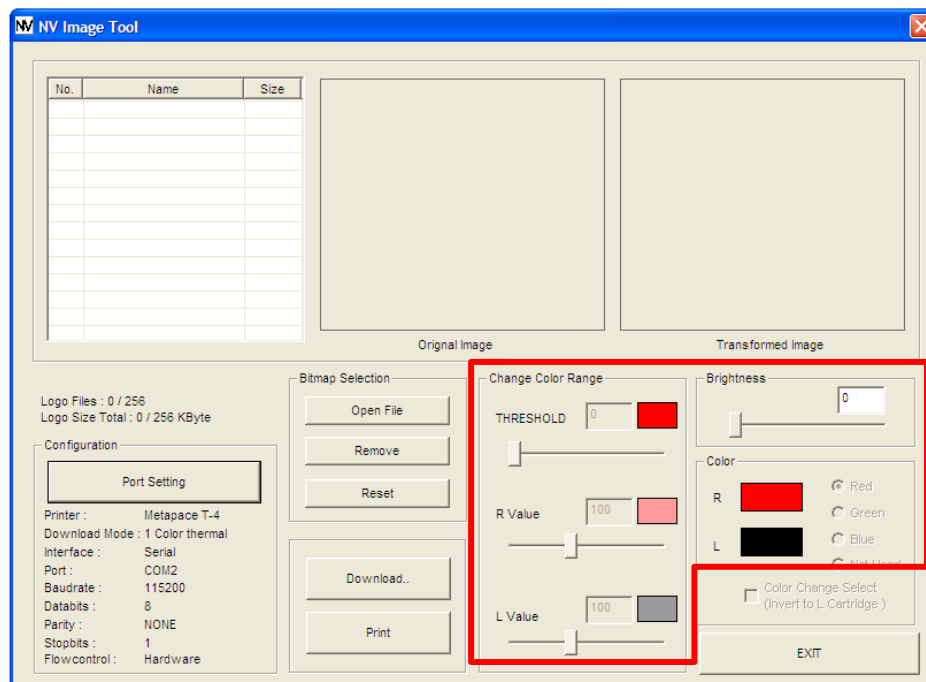 NV NV Image Tool
No. Name Size
Orignal Image
Transformed Image
Logo Files : 0 / 256
Logo Size Total : 0 / 256 KByte
Configuration
Port Setting
Printer : Metapace T-4
Download Mode : 1 Color thermal
Interface : Serial
Port : COM2
Baudrate : 115200
Databits : 8
Parity : NONE
Stopbits : 1
Flowcontrol : Hardware
Bitmap Selection
Open File
Remove
Reset
Download..
Print
Change Color Range
THRESHOLD 0
R Value 100
L Value 100
Brightness
0
Color
R
L
Red
Green
Blue
Not Used
Color Change Select
(Invert to L Cartridge )
EXIT